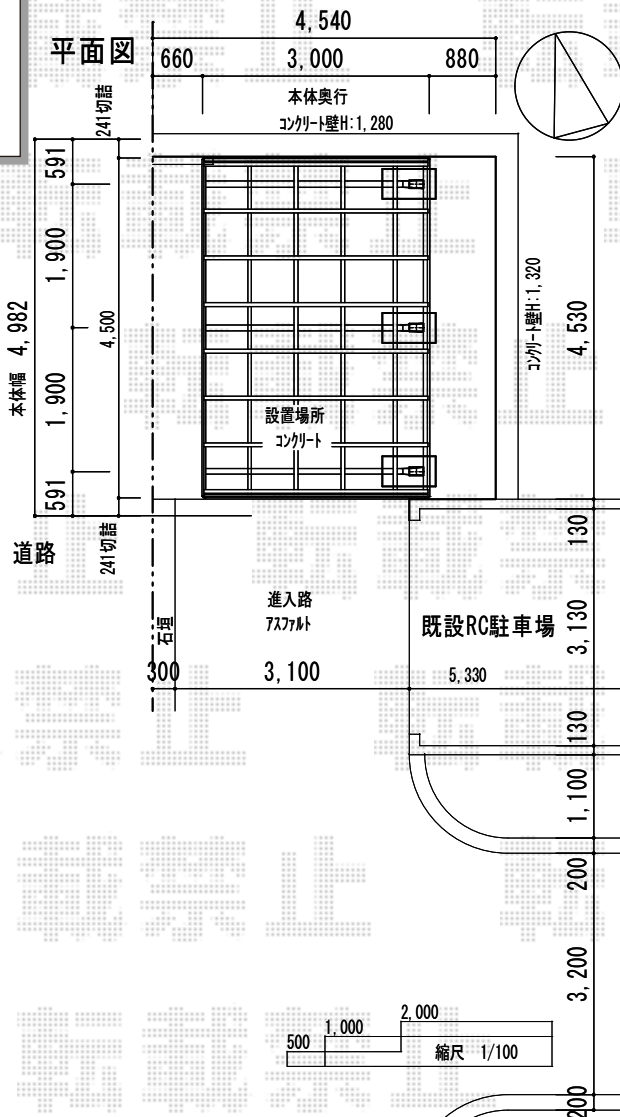 4,540
平面図
660
3,000
880
本体奥行
コンクリート壁H:1,280
241切詰
591
1,900
1,900
591
本体幅 4,982
4,500
241切詰
コンクリート壁H:1,320
4,530
設置場所
コンクリート
道路
石垣
進入路
アスファルト
既設RC駐車場
300
3,100
5,330
130
3,130
130
1,100
200
3,200
200
500
1,000
2,000
縮尺 1/100
転載禁止